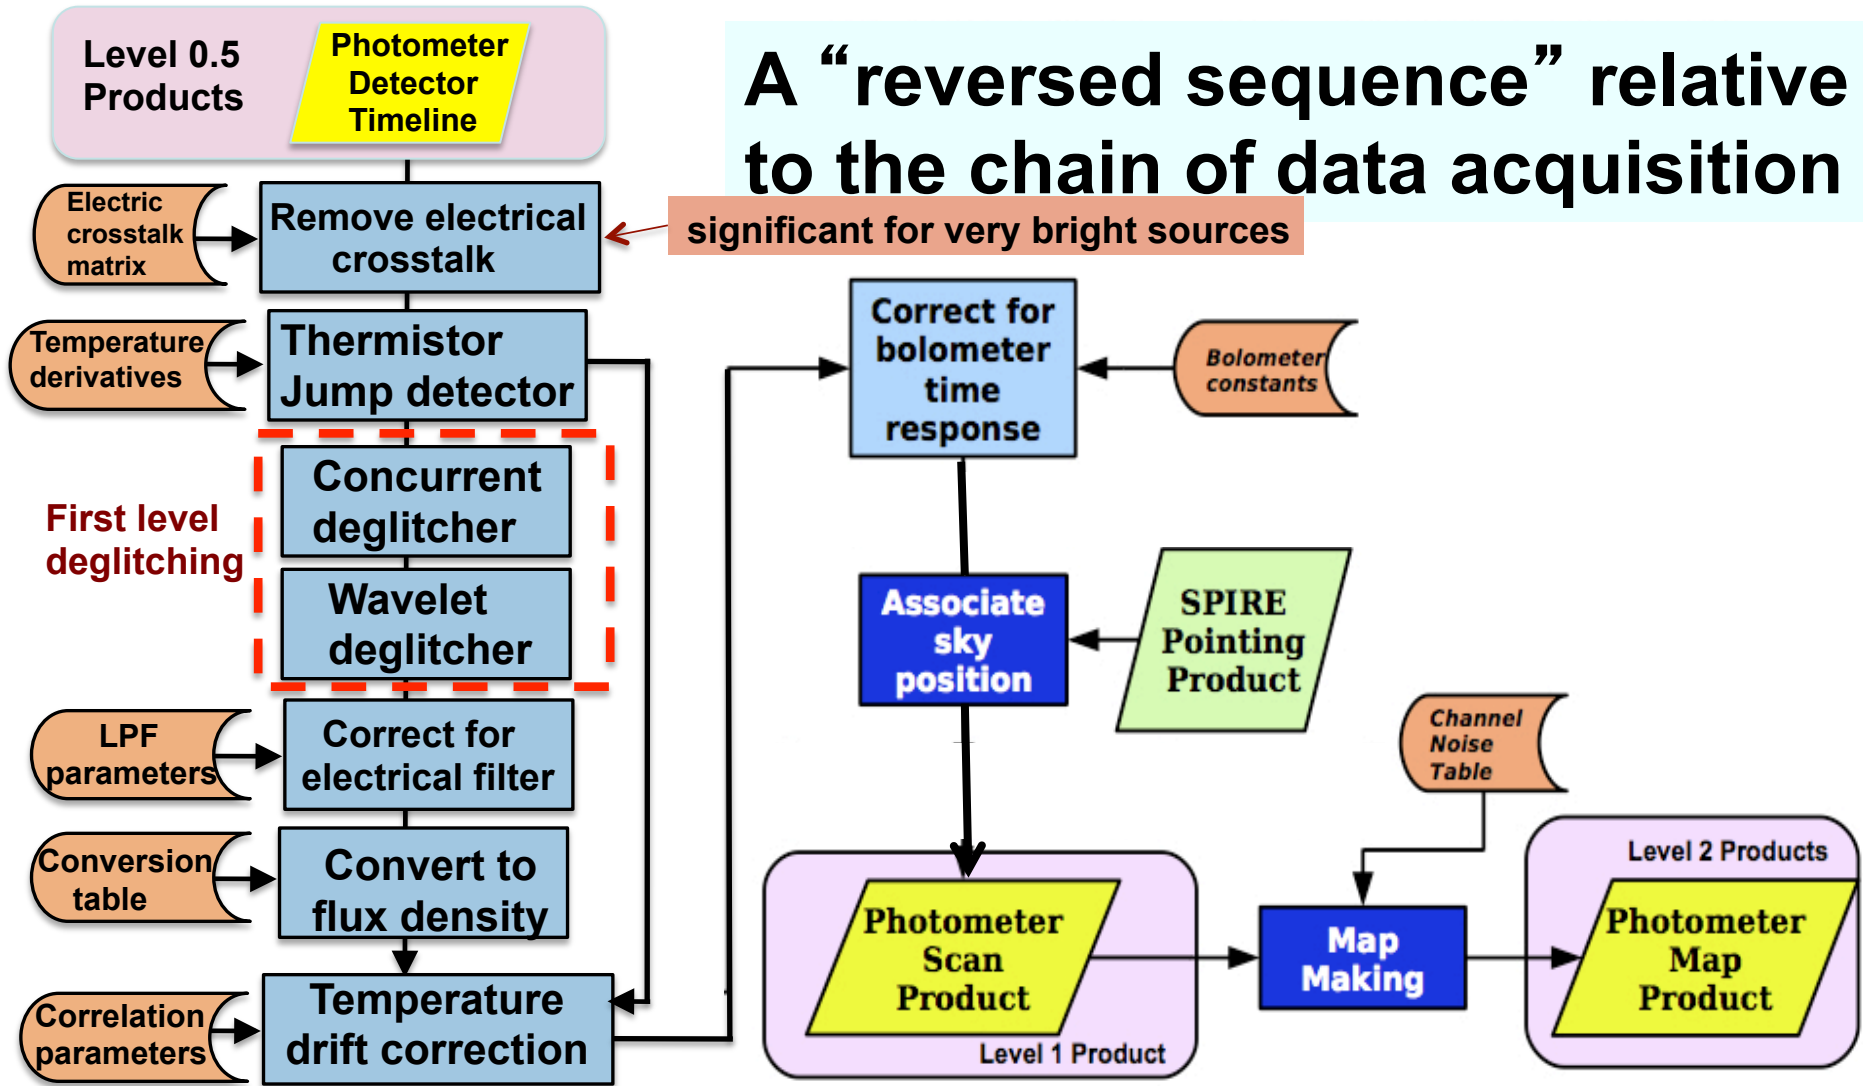 Level 0.5
Products
Photometer
Detector
Timeline
A “reversed sequence” relative
to the chain of data acquisition
Electric
crosstalk
matrix
Remove electrical
crosstalk
significant for very bright sources
Temperature
derivatives
Thermistor
Jump detector
First level
deglitching
Concurrent
deglitcher
Wavelet
deglitcher
LPF
parameters
Correct for
electrical filter
Conversion
table
Convert to
flux density
Correlation
parameters
Temperature
drift correction
Correct for
bolometer
time
response
Bolometer
constants
Associate
sky
position
SPIRE
Pointing
Product
Channel
Noise
Table
Photometer
Scan
Product
Level 1 Product
Map
Making
Level 2 Products
Photometer
Map
Product